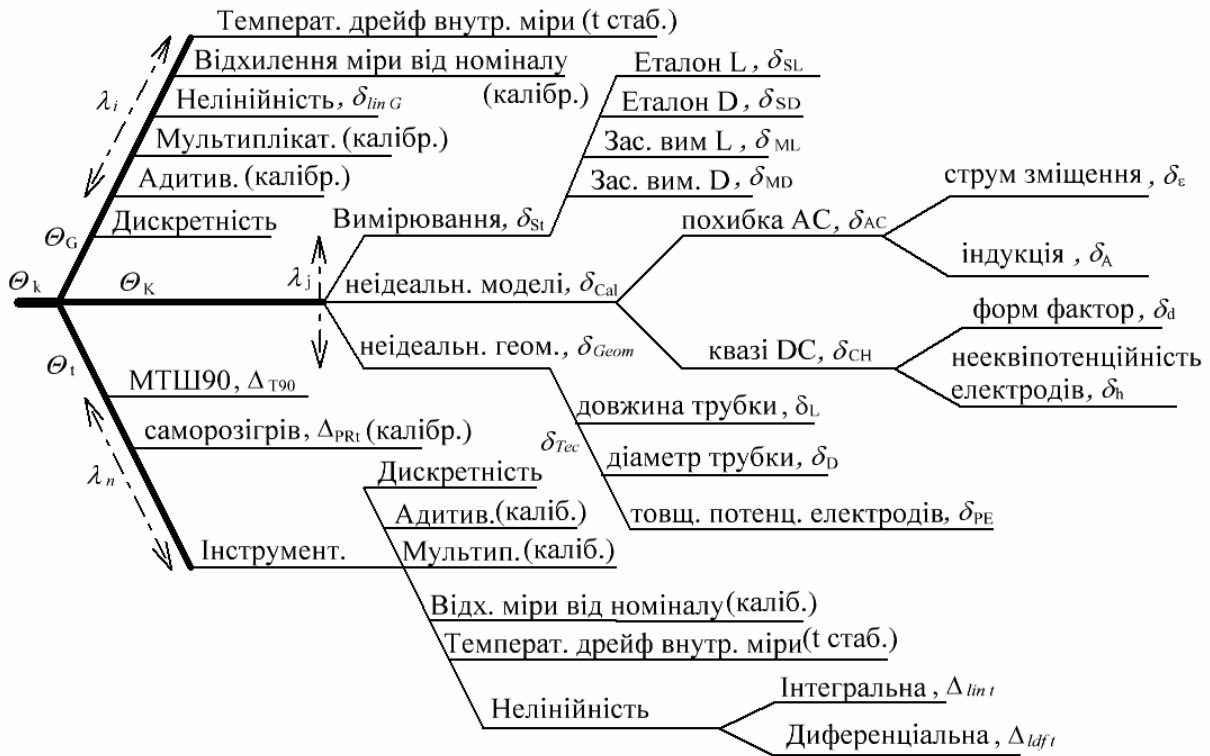 Температ. дрейф внутр. міри (t стаб.)
Відхилення міри від номіналу
(калібр.)
λi
Нелінійність, δlin G
Мультиплікат. (калібр.)
Адитив. (калібр.)
ΘG
Дискретність
Еталон L, δSL
Еталон D, δSD
Зас. вим L, δML
Зас. вим. D, δMD
Вимірювання, δSt
струм зміщення, δε
похибка AC, δAC
індукція, δA
Θk
ΘK
λj
неідеальн. моделі, δCal
форм фактор, δd
неідеальн. геом., δGeom
квазі DC, δCH
нееквіпотенційність
електродів, δh
Θt
МТШ90, ΔT90
довжина трубки, δL
саморозігрів, ΔPRt (калібр.)
δTec
λn
Дискретність
діаметр трубки, δD
Адитив.(каліб.)
товщ. потенц. електродів, δPE
Інструмент.
Мультип.(каліб.)
Відх. міри від номіналу(каліб.)
Температ. дрейф внутр. міри(t стаб.)
Нелінійність
Інтегральна, Δlin t
Диференціальна, Δldf t